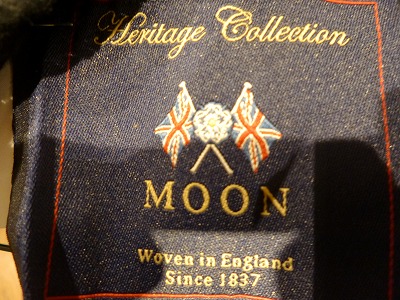 Heritage Collection
MOON
Woven in England
Since 1837